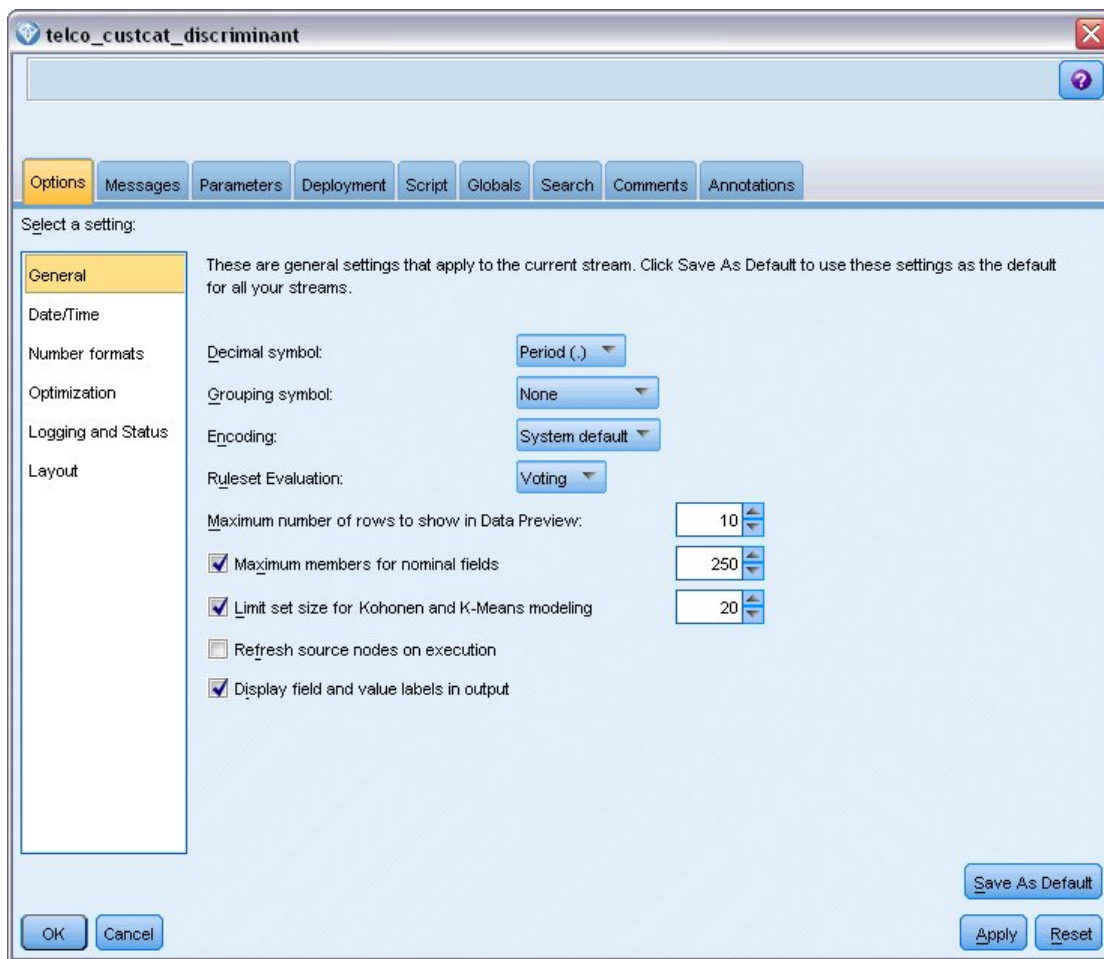 telco_custcat_discriminant
Options Messages Parameters Deployment Script Globals Search Comments Annotations
Select a setting:
General
Date/Time
Number formats
Optimization
Logging and Status
Layout
These are general settings that apply to the current stream. Click Save As Default to use these settings as the default
for all your streams.
Decimal symbol: Period (.)
Grouping symbol: None
Encoding: System default
Ruleset Evaluation: Voting
Maximum number of rows to show in Data Preview: 10
Maximum members for nominal fields 250
Limit set size for Kohonen and K-Means modeling 20
Refresh source nodes on execution
Display field and value labels in output
Save As Default
OK Cancel Apply Reset